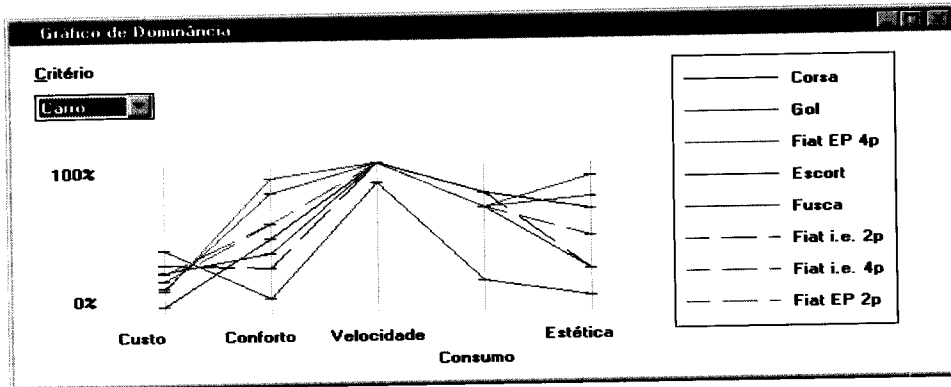 Gráfico de Dominância
Critério
Carro
100%
0%
Custo
Conforto
Velocidade
Consumo
Estética
Corsa
Gol
Fiat EP 4p
Escort
Fusca
Fiat i.e. 2p
Fiat i.e. 4p
Fiat EP 2p